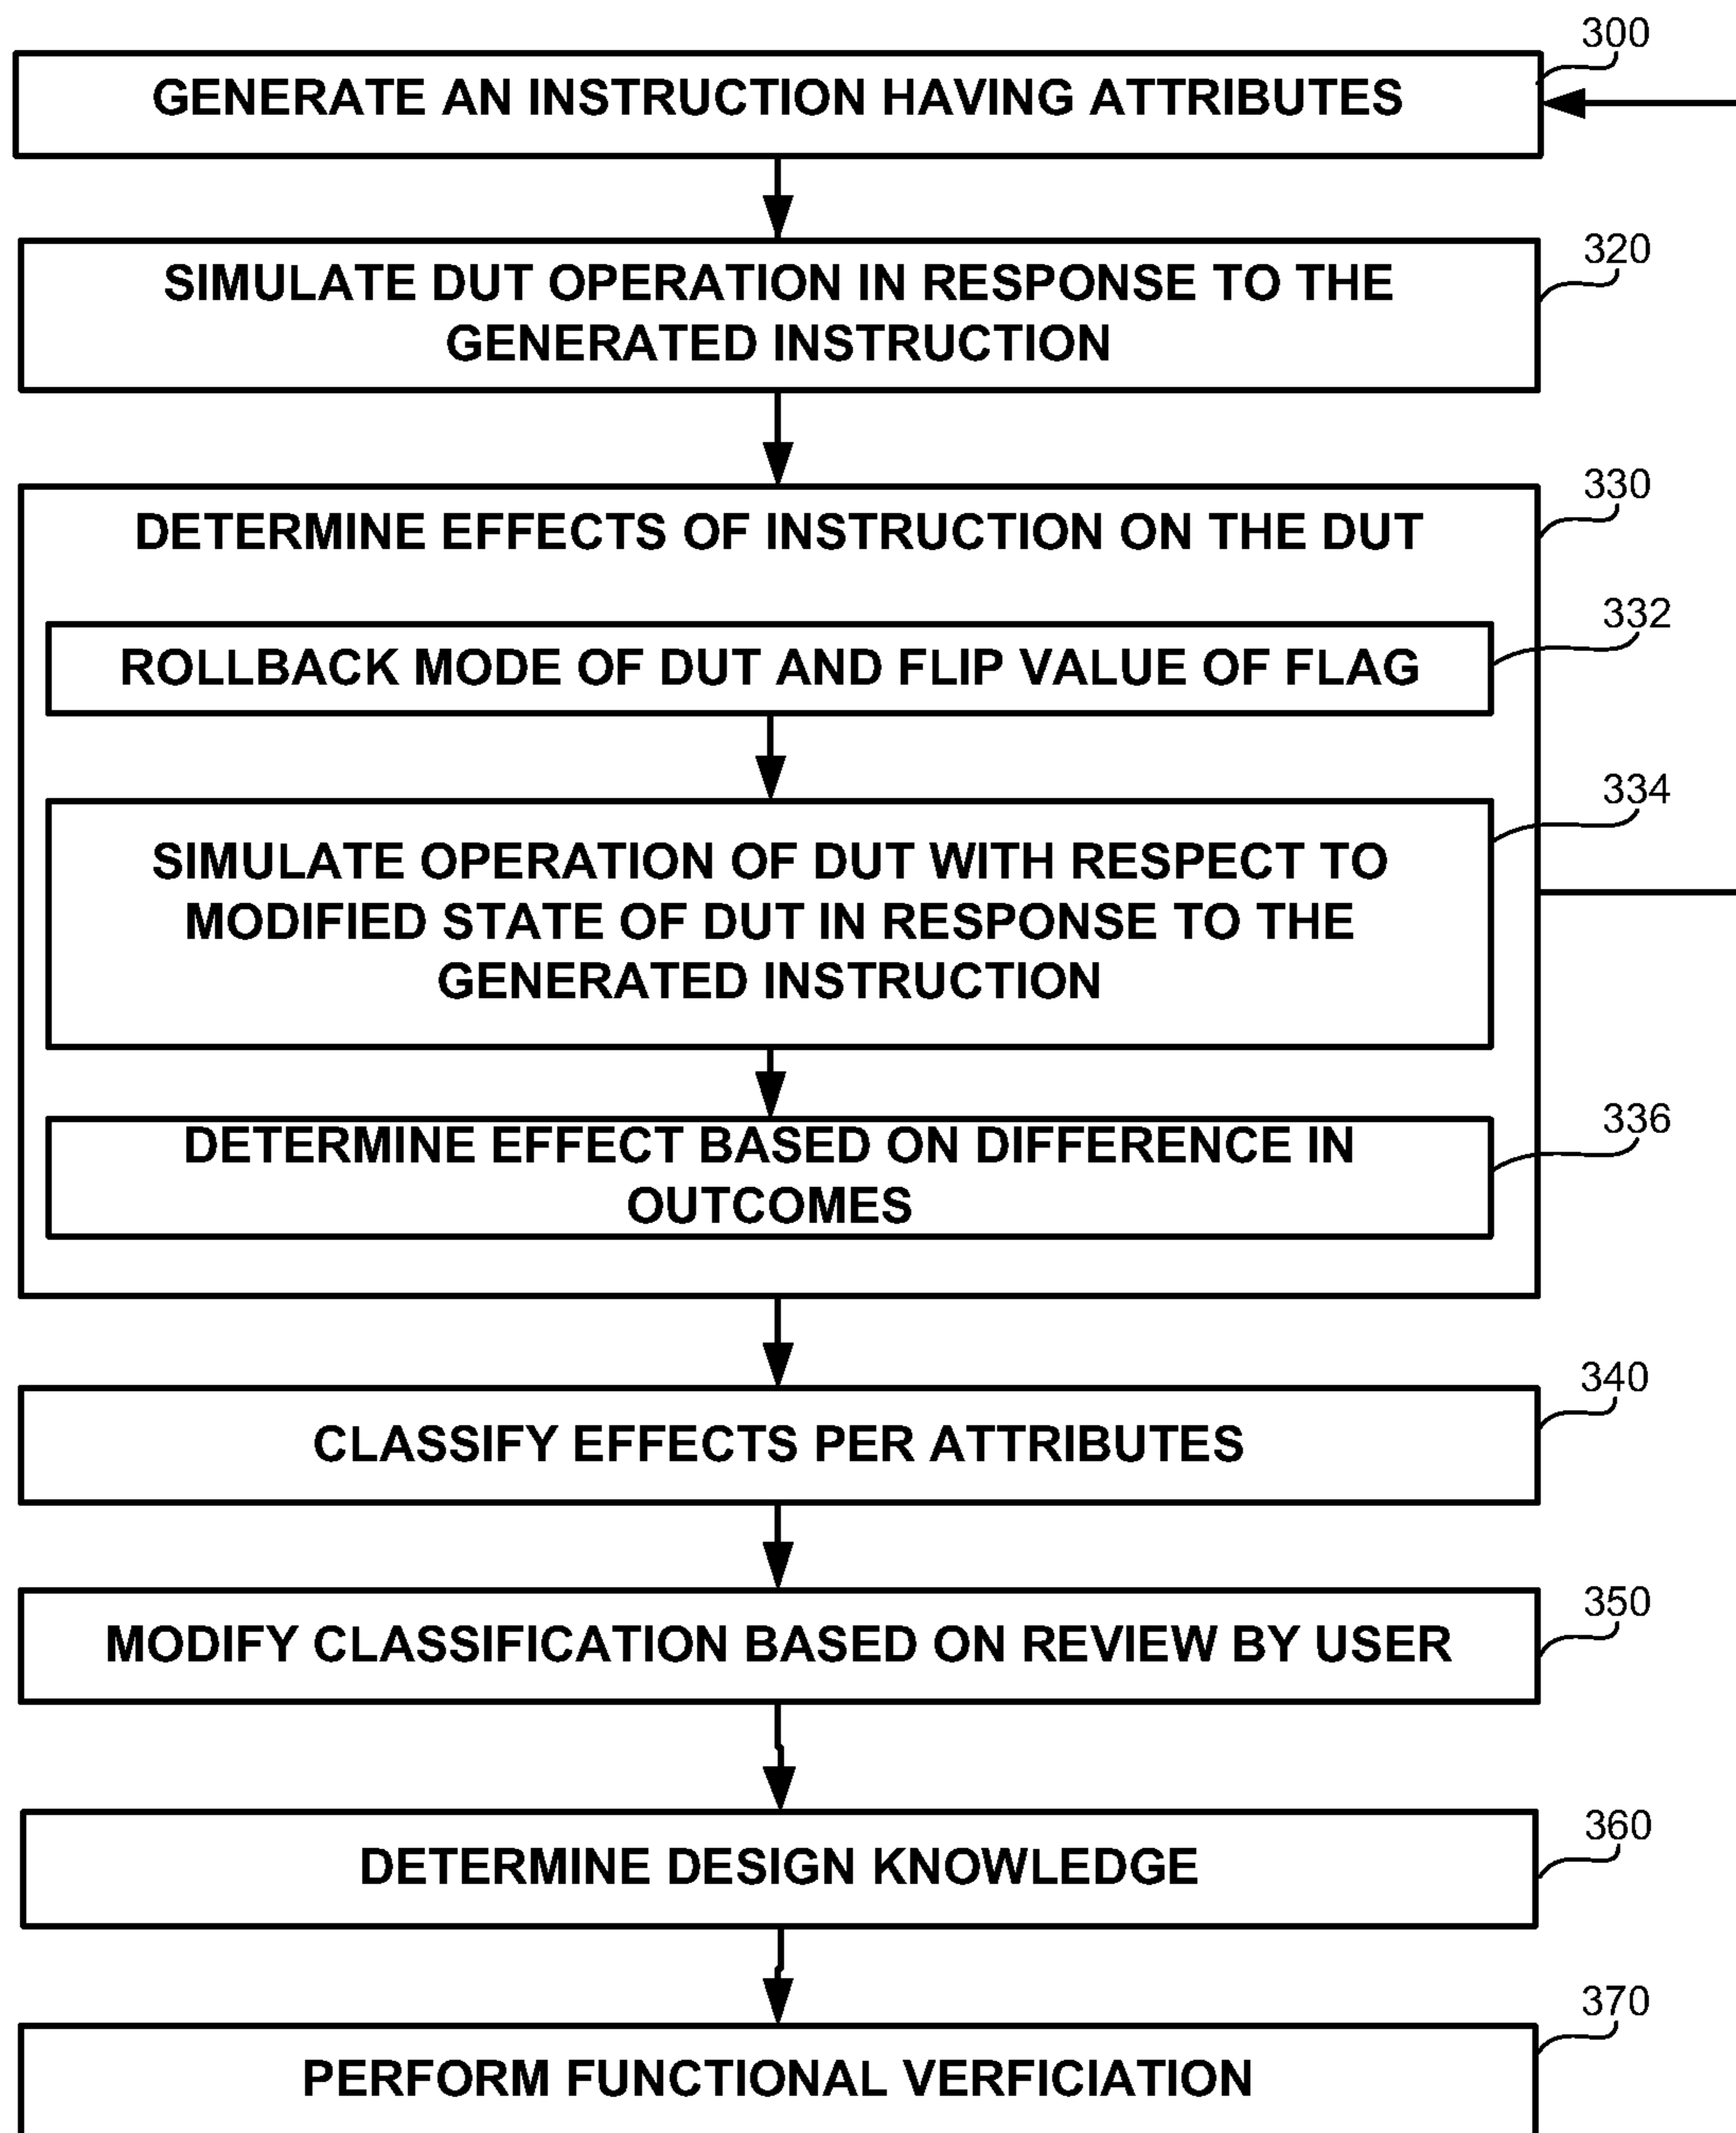 300
GENERATE AN INSTRUCTION HAVING ATTRIBUTES
320
SIMULATE DUT OPERATION IN RESPONSE TO THE
GENERATED INSTRUCTION
330
DETERMINE EFFECTS OF INSTRUCTION ON THE DUT
332
ROLLBACK MODE OF DUT AND FLIP VALUE OF FLAG
334
SIMULATE OPERATION OF DUT WITH RESPECT TO
MODIFIED STATE OF DUT IN RESPONSE TO THE
GENERATED INSTRUCTION
336
DETERMINE EFFECT BASED ON DIFFERENCE IN
OUTCOMES
340
CLASSIFY EFFECTS PER ATTRIBUTES
350
MODIFY CLASSIFICATION BASED ON REVIEW BY USER
360
DETERMINE DESIGN KNOWLEDGE
370
PERFORM FUNCTIONAL VERFICIATION